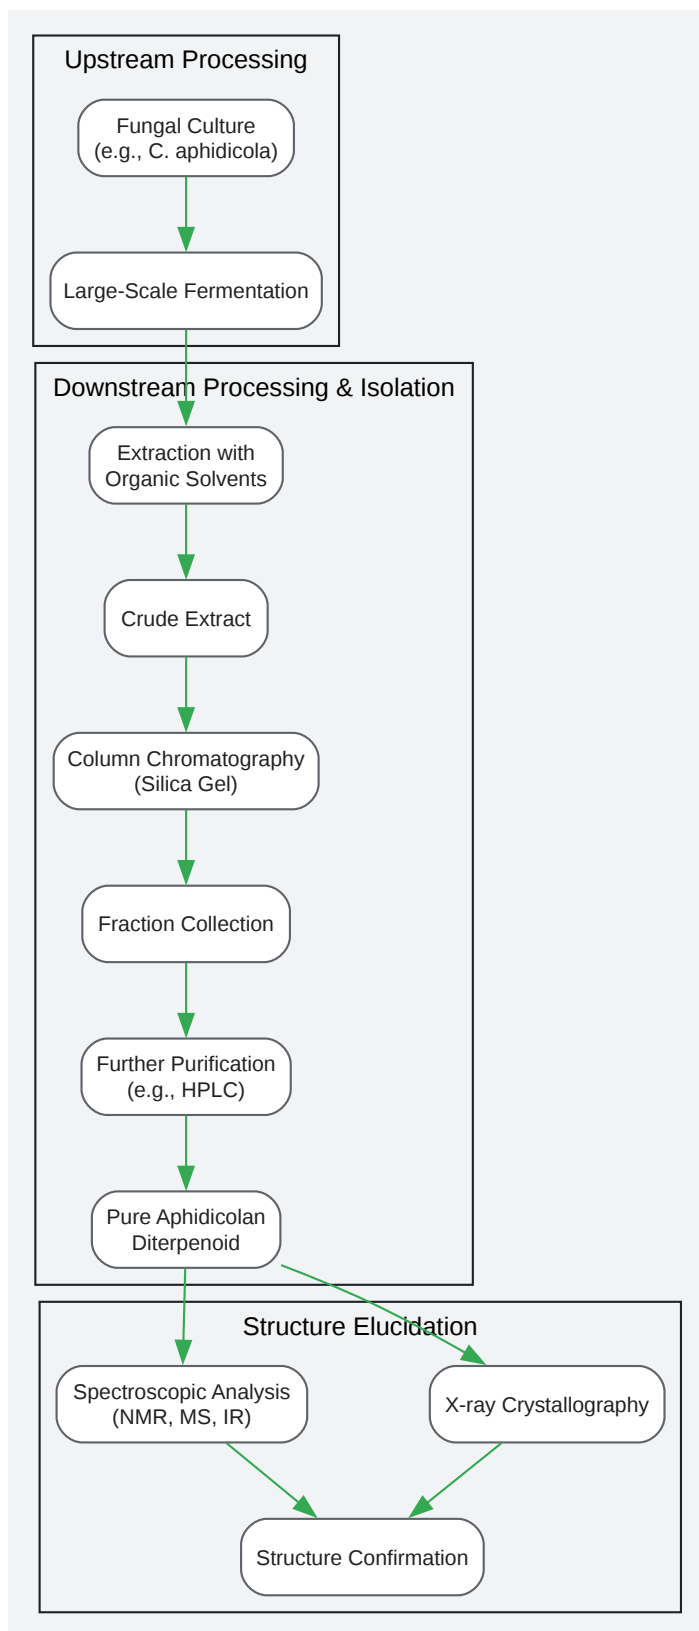 Upstream Processing
Fungal Culture
(e.g., C. aphidicola)
Large-Scale Fermentation
Downstream Processing & Isolation
Extraction with
Organic Solvents
Crude Extract
Column Chromatography
(Silica Gel)
Fraction Collection
Further Purification
(e.g., HPLC)
Pure Aphidicolan
Diterpenoid
Structure Elucidation
Spectroscopic Analysis
(NMR, MS, IR)
X-ray Crystallography
Structure Confirmation